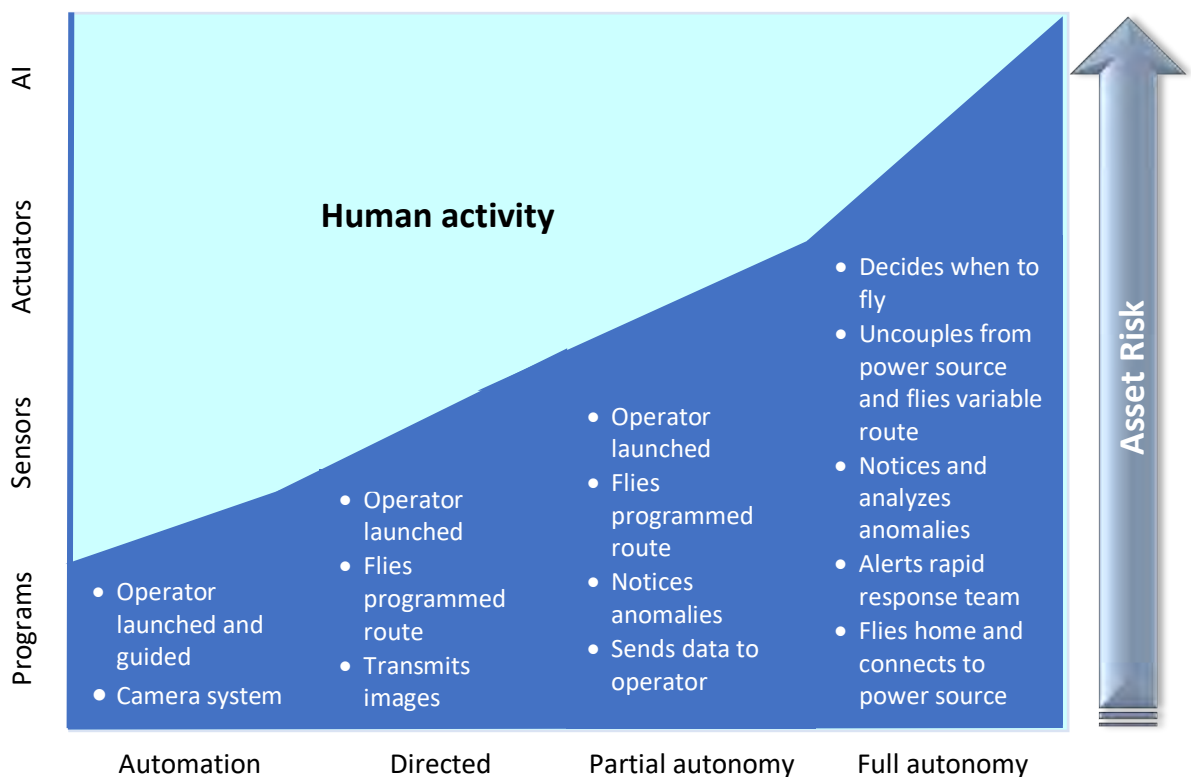 AI
Actuators
Sensors
Programs
Human activity
Asset Risk
• Operator
launched and
guided
• Camera system
• Operator
launched
• Flies
programmed
route
• Transmits
images
• Operator
launched
• Flies
programmed
route
• Notices
anomalies
• Sends data to
operator
• Decides when to
fly
• Uncouples from
power source
and flies variable
route
• Notices and
analyzes
anomalies
• Alerts rapid
response team
• Flies home and
connects to
power source
Automation
Directed
Partial autonomy
Full autonomy